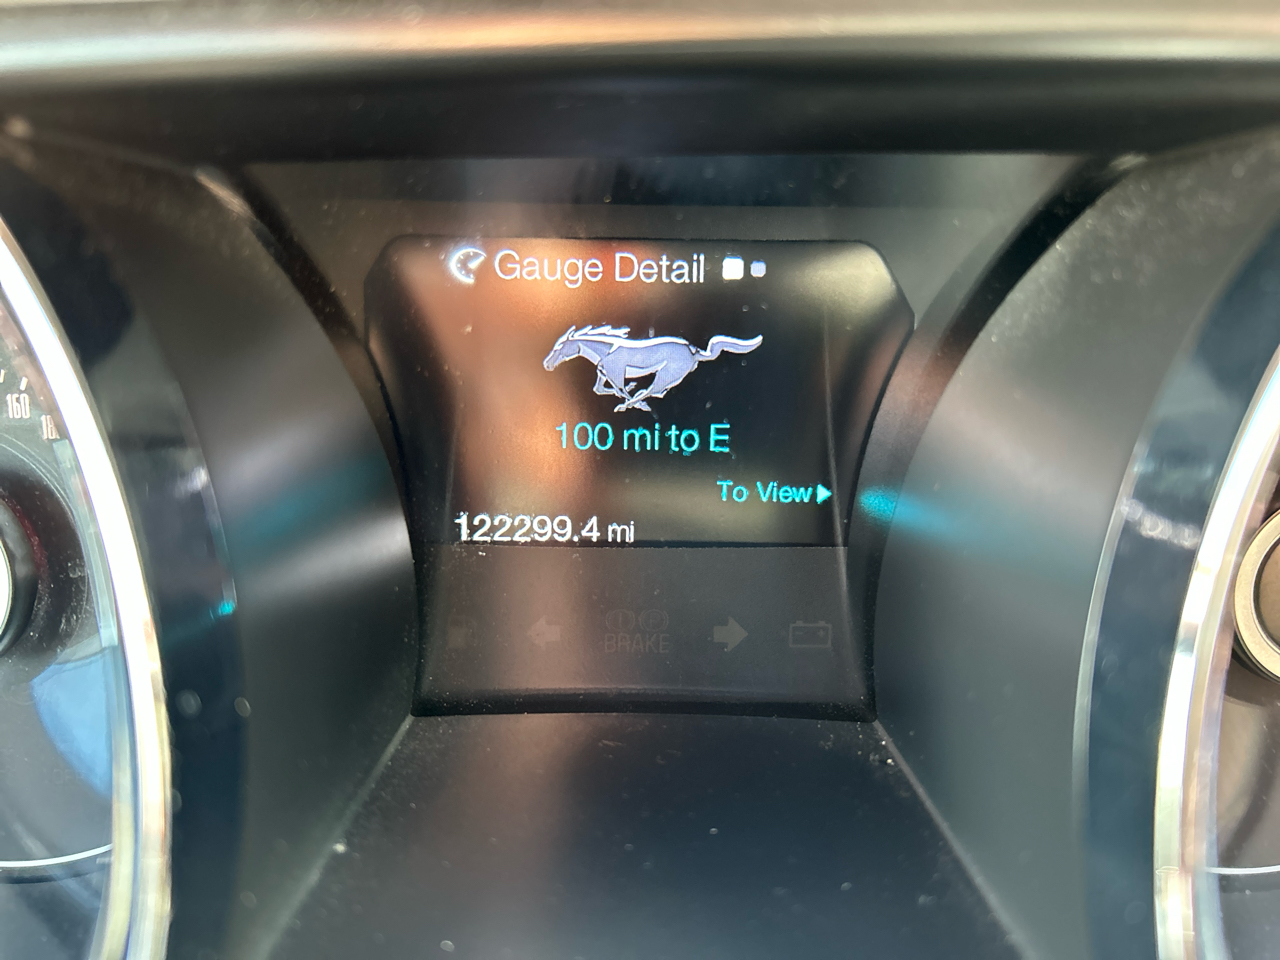 Gauge Detail
100 mi to E
To View
122299.4 mi
BRAKE
160